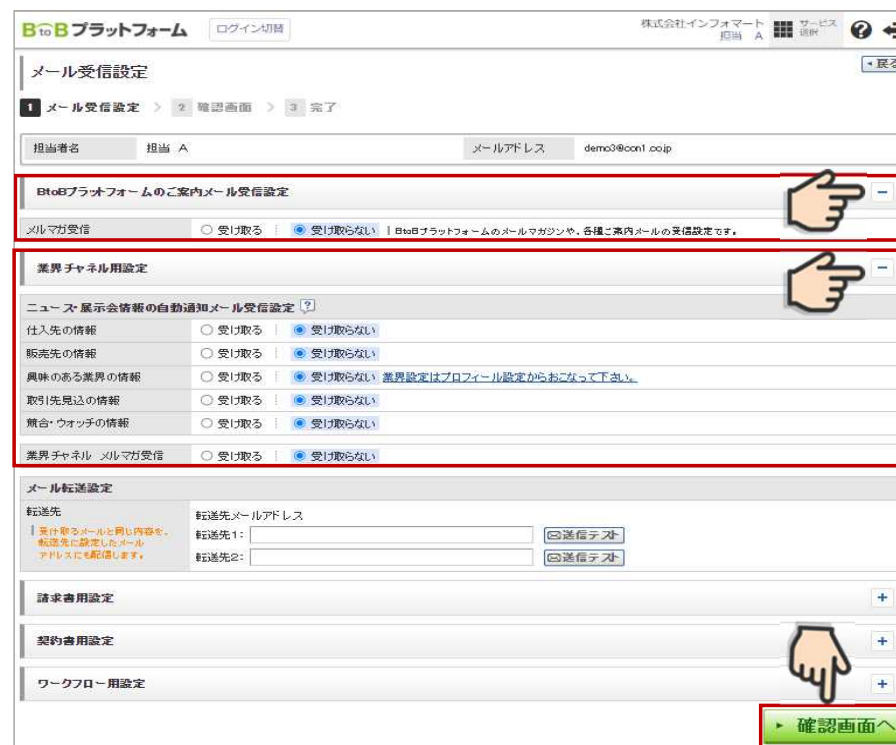 BtoBプラットフォーム ログイン切替 株式会社インフォマート 担当 A サービス選択
メール受信設定
1 メール受信設定 > 2 確認画面 > 3 完了
担当者名 担当 A メールアドレス demo3@con1.co.jp
BtoBプラットフォームのご案内メール受信設定
メルマガ受信 受け取る 受け取らない BtoBプラットフォームのメールマガジンや、各種ご案内メールの受信設定です。
業界チャネル用設定
ニュース・展示会情報の自動通知メール受信設定 ?
仕入先の情報 受け取る 受け取らない
販売先の情報 受け取る 受け取らない
興味のある業界の情報 受け取る 受け取らない 業界設定はプロフィール設定からおこなって下さい。
取引先見込の情報 受け取る 受け取らない
競合・ウォッチの情報 受け取る 受け取らない
業界チャネル メルマガ受信 受け取る 受け取らない
メール転送設定
転送先 転送先メールアドレス
受け取るメールと同じ内容を、
転送先に設定したメール
アドレスにも配信します。
転送先1: 送信テスト
転送先2: 送信テスト
請求書用設定
契約書用設定
ワークフロー用設定
確認画面へ